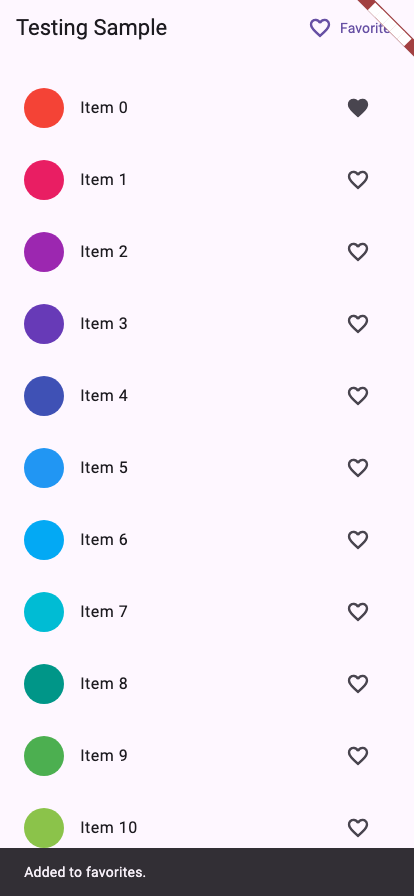 Testing Sample
Favorite
Item 0
Item 1
Item 2
Item 3
Item 4
Item 5
Item 6
Item 7
Item 8
Item 9
Item 10
Added to favorites.